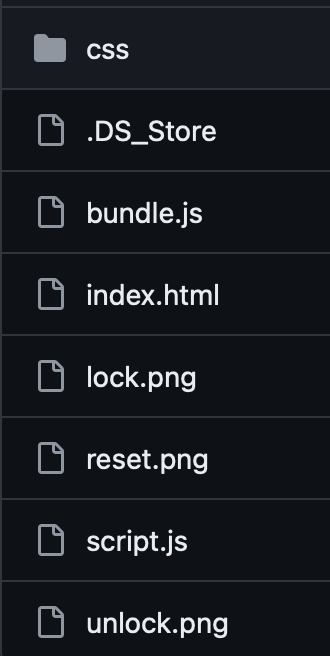 css
.DS_Store
bundle.js
index.html
lock.png
reset.png
script.js
unlock.png